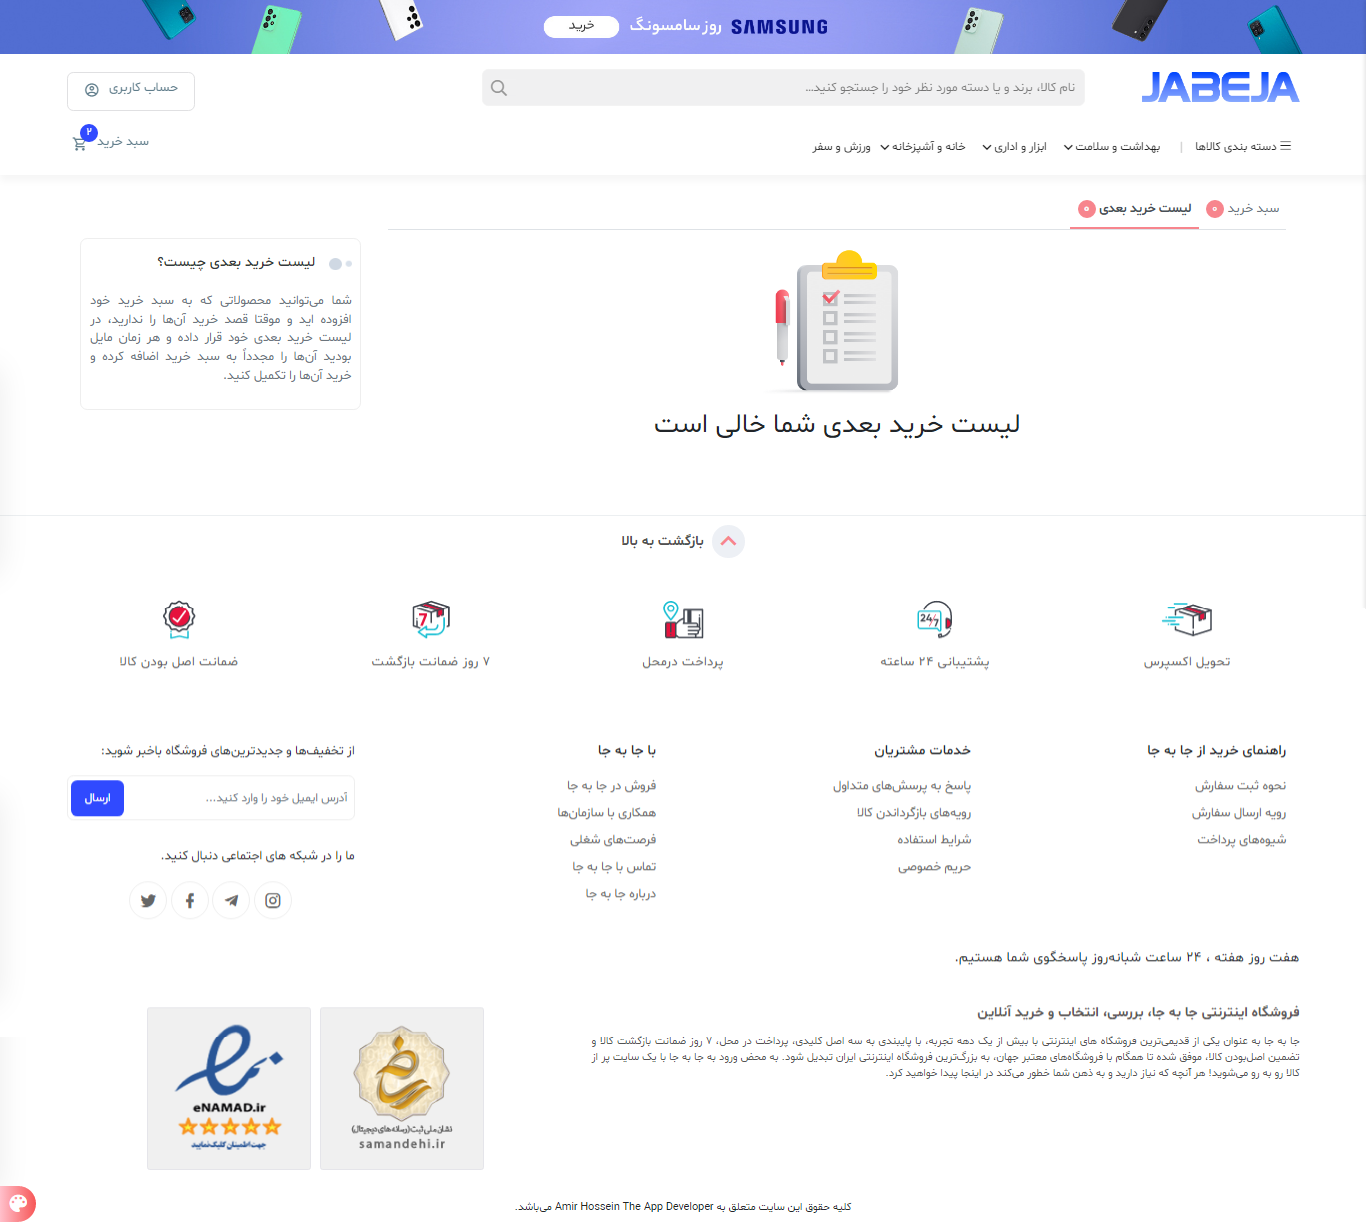 SAMSUNG روز سامسونگ خرید
JABEJA
نام کالا، برند و یا دسته مورد نظر خود را جستجو کنید...
حساب کاربری
دسته بندی کالاها
|
بهداشت و سلامت
ابزار و اداری
خانه و آشپزخانه
ورزش و سفر
سبد خرید
۲
سبد خرید ۰
لیست خرید بعدی ۰
لیست خرید بعدی شما خالی است
لیست خرید بعدی چیست؟
شما می‌توانید محصولاتی که به سبد خرید خود
افزوده اید و موقتا قصد خرید آن‌ها را ندارید، در
لیست خرید بعدی خود قرار داده و هر زمان مایل
بودید آن‌ها را مجدداً به سبد خرید اضافه کرده و
خرید آن‌ها را تکمیل کنید.
بازگشت به بالا
24/7
7
تحویل اکسپرس
پشتیبانی ۲۴ ساعته
پرداخت درمحل
۷ روز ضمانت بازگشت
ضمانت اصل بودن کالا
راهنمای خرید از جا به جا
نحوه ثبت سفارش
رویه ارسال سفارش
شیوه‌های پرداخت
خدمات مشتریان
پاسخ به پرسش‌های متداول
رویه‌های بازگرداندن کالا
شرایط استفاده
حریم خصوصی
با جا به جا
فروش در جا به جا
همکاری با سازمان‌ها
فرصت‌های شغلی
تماس با جا به جا
درباره جا به جا
از تخفیف‌ها و جدیدترین‌های فروشگاه باخبر شوید:
آدرس ایمیل خود را وارد کنید...
ارسال
ما را در شبکه های اجتماعی دنبال کنید.
هفت روز هفته ، ۲۴ ساعت شبانه‌روز پاسخگوی شما هستیم.
فروشگاه اینترنتی جا به جا، بررسی، انتخاب و خرید آنلاین
جا به جا به عنوان یکی از قدیمی‌ترین فروشگاه های اینترنتی با بیش از یک دهه تجربه، با پایبندی به سه اصل کلیدی، پرداخت در محل، ۷ روز ضمانت بازگشت کالا و
تضمین اصل‌بودن کالا، موفق شده تا همگام با فروشگاه‌های معتبر جهان، به بزرگ‌ترین فروشگاه اینترنتی ایران تبدیل شود. به محض ورود به جا به جا با یک سایت پر از
کالا رو به رو می‌شوید! هر آنچه که نیاز دارید و به ذهن شما خطور می‌کند در اینجا پیدا خواهید کرد.
نشان ملی ثبت (رسانه‌های دیجیتال)
samandehi.ir
eNAMAD.ir
جهت اطمینان کلیک نمایید
کلیه حقوق این سایت متعلق به Amir Hossein The App Developer می‌باشد.